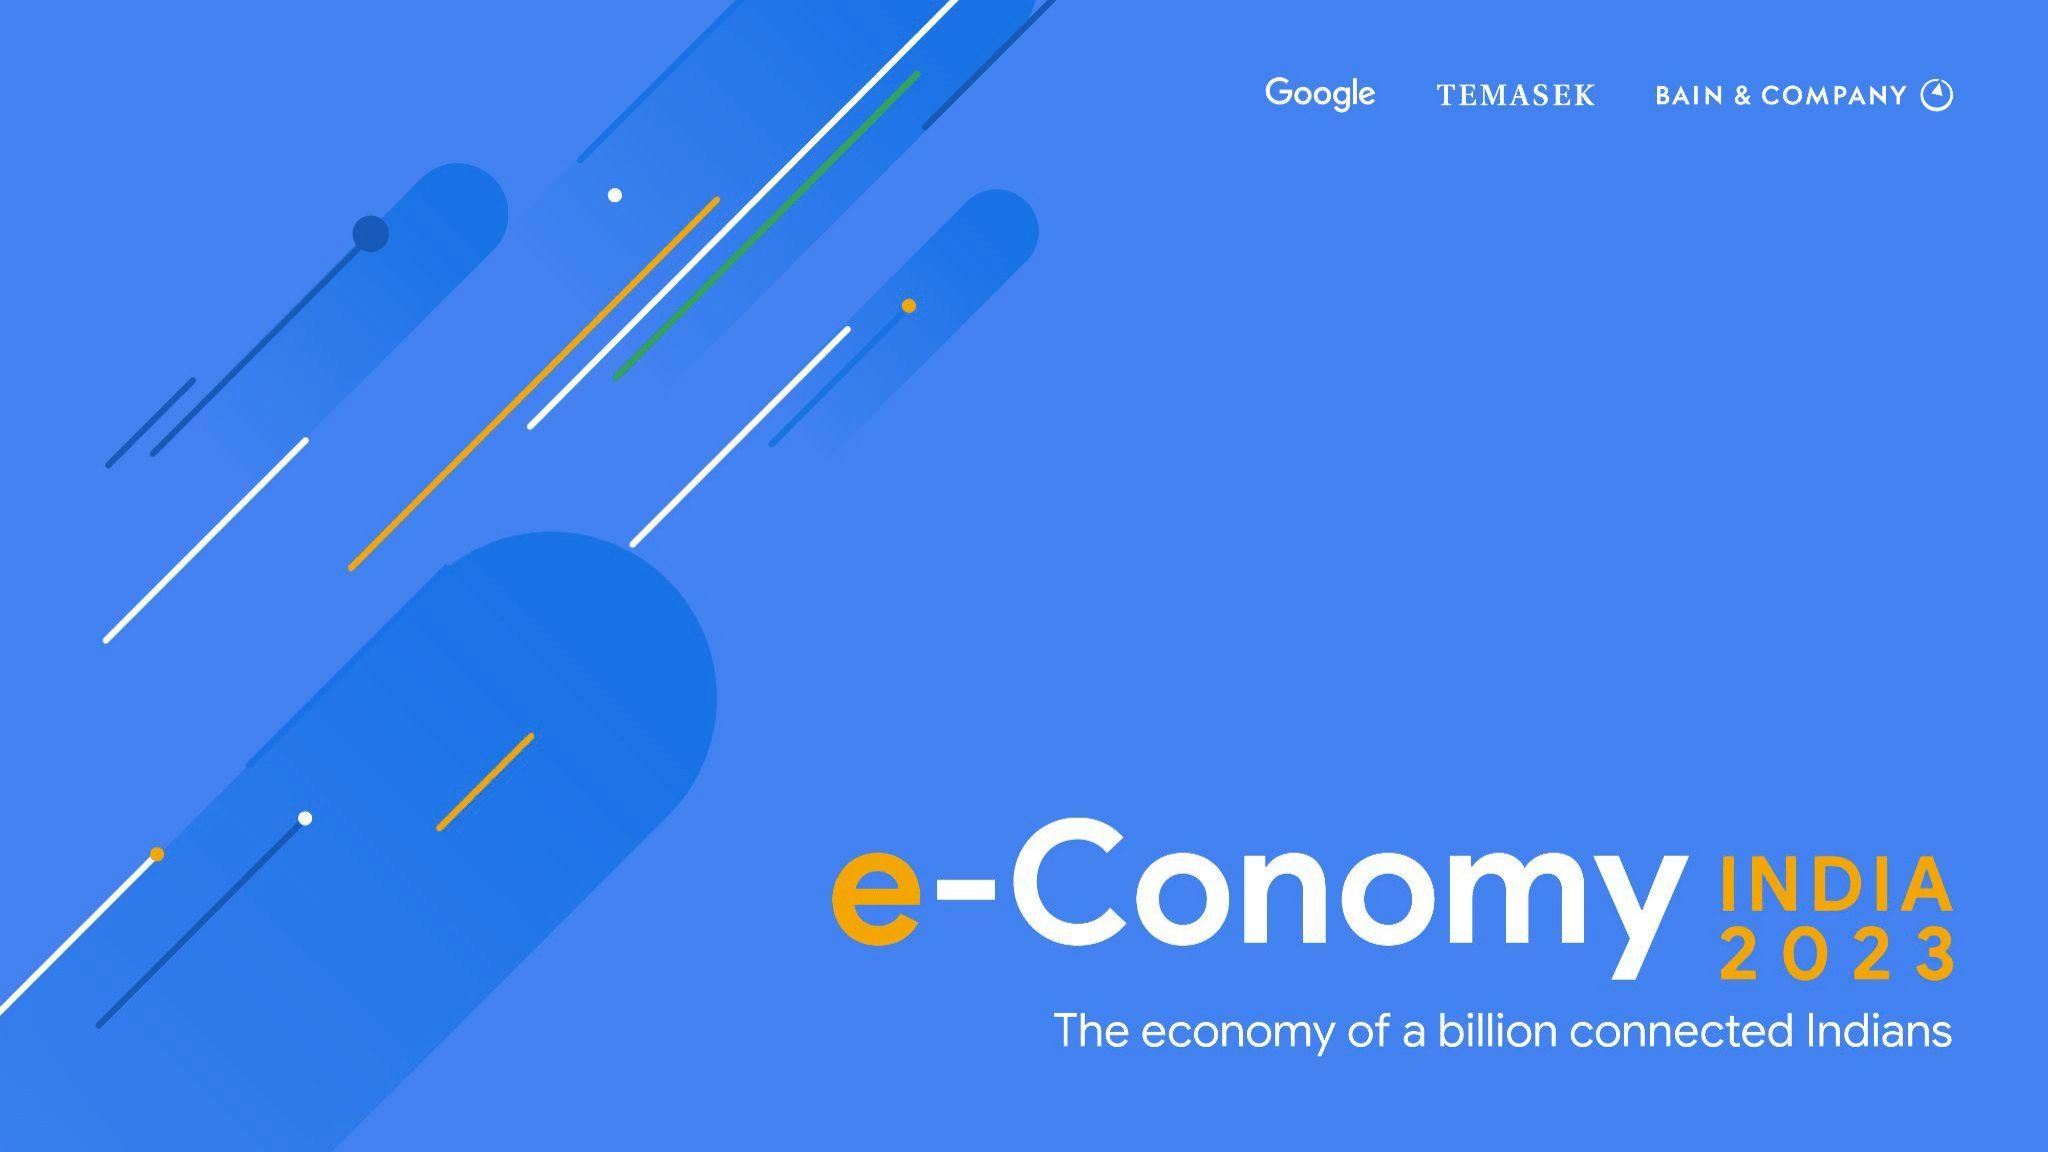 Google TEMASEK BAIN & COMPANY
e-Conomy INDIA
2023
The economy of a billion connected Indians